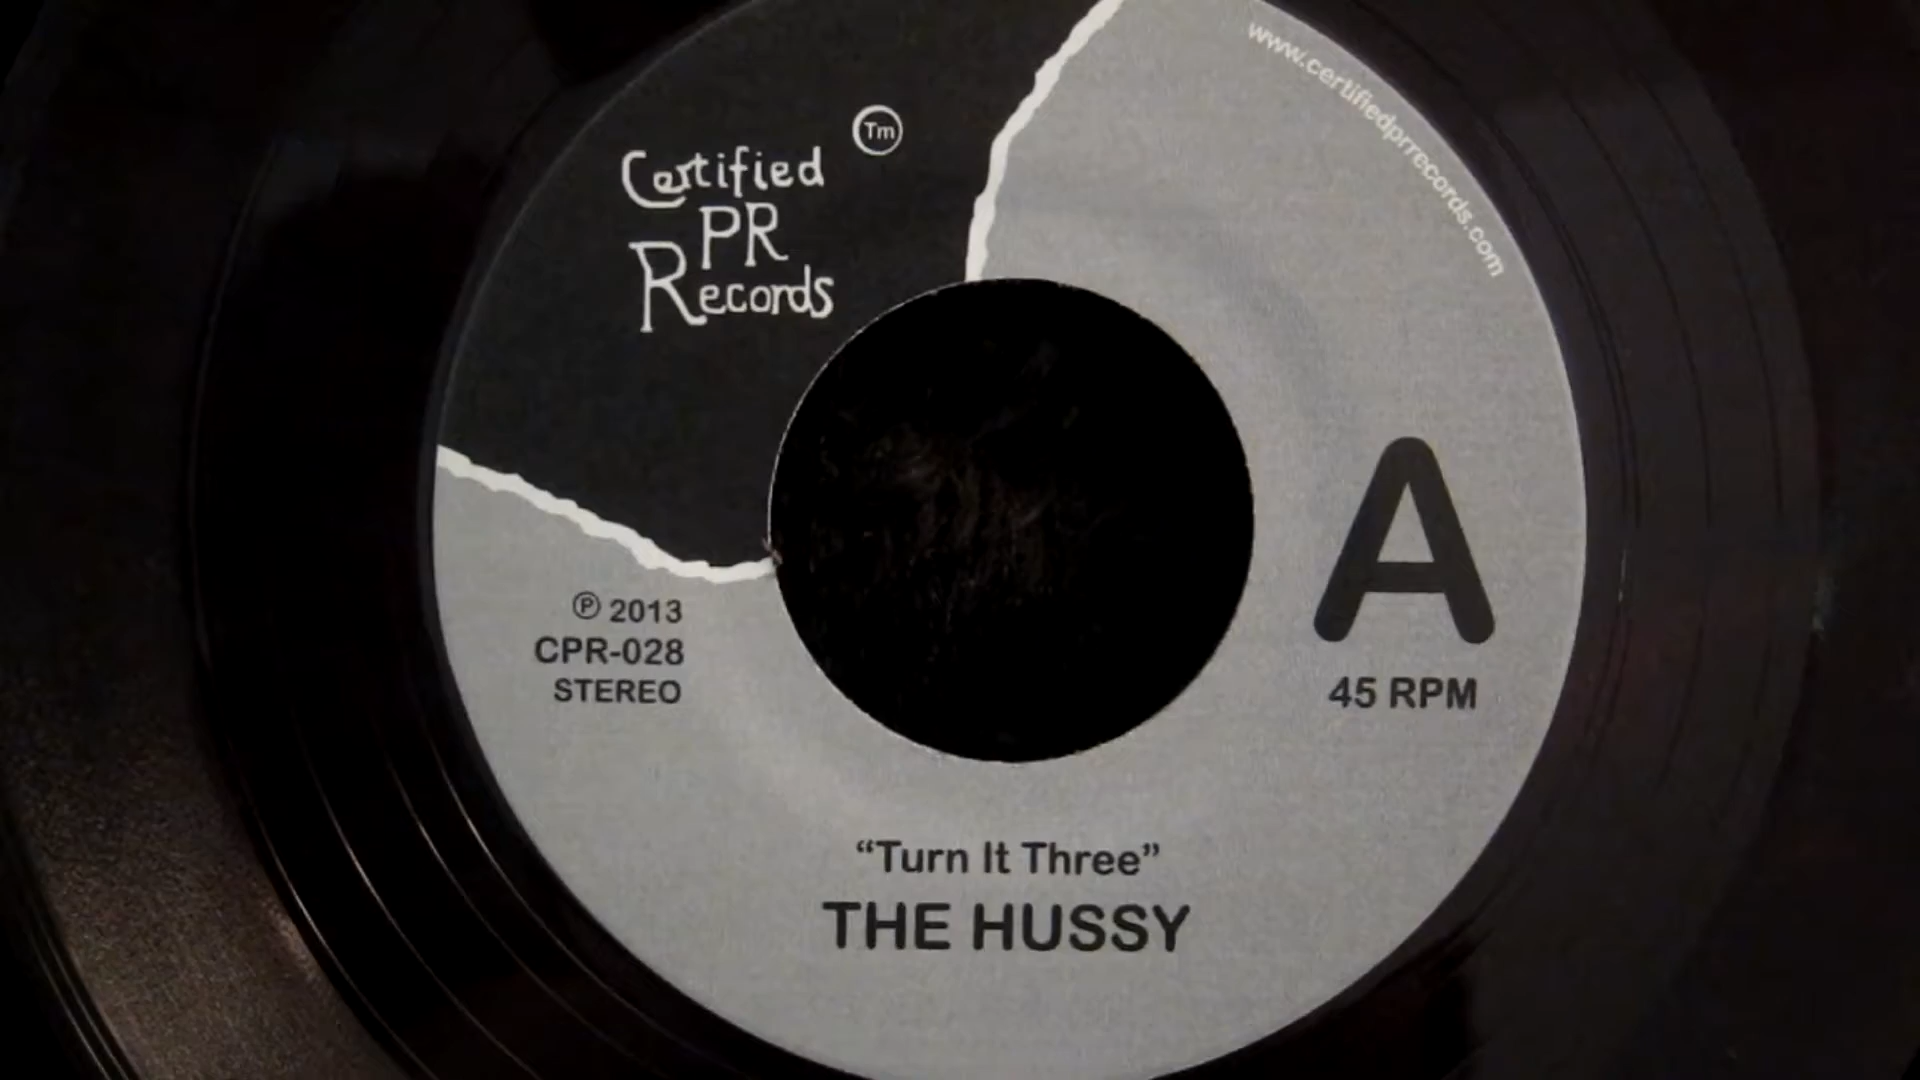 www.certifiedprrecords.com
Tm
Certified
PR
Records
A
45 RPM
℗ 2013
CPR-028
STEREO
“Turn It Three”
THE HUSSY